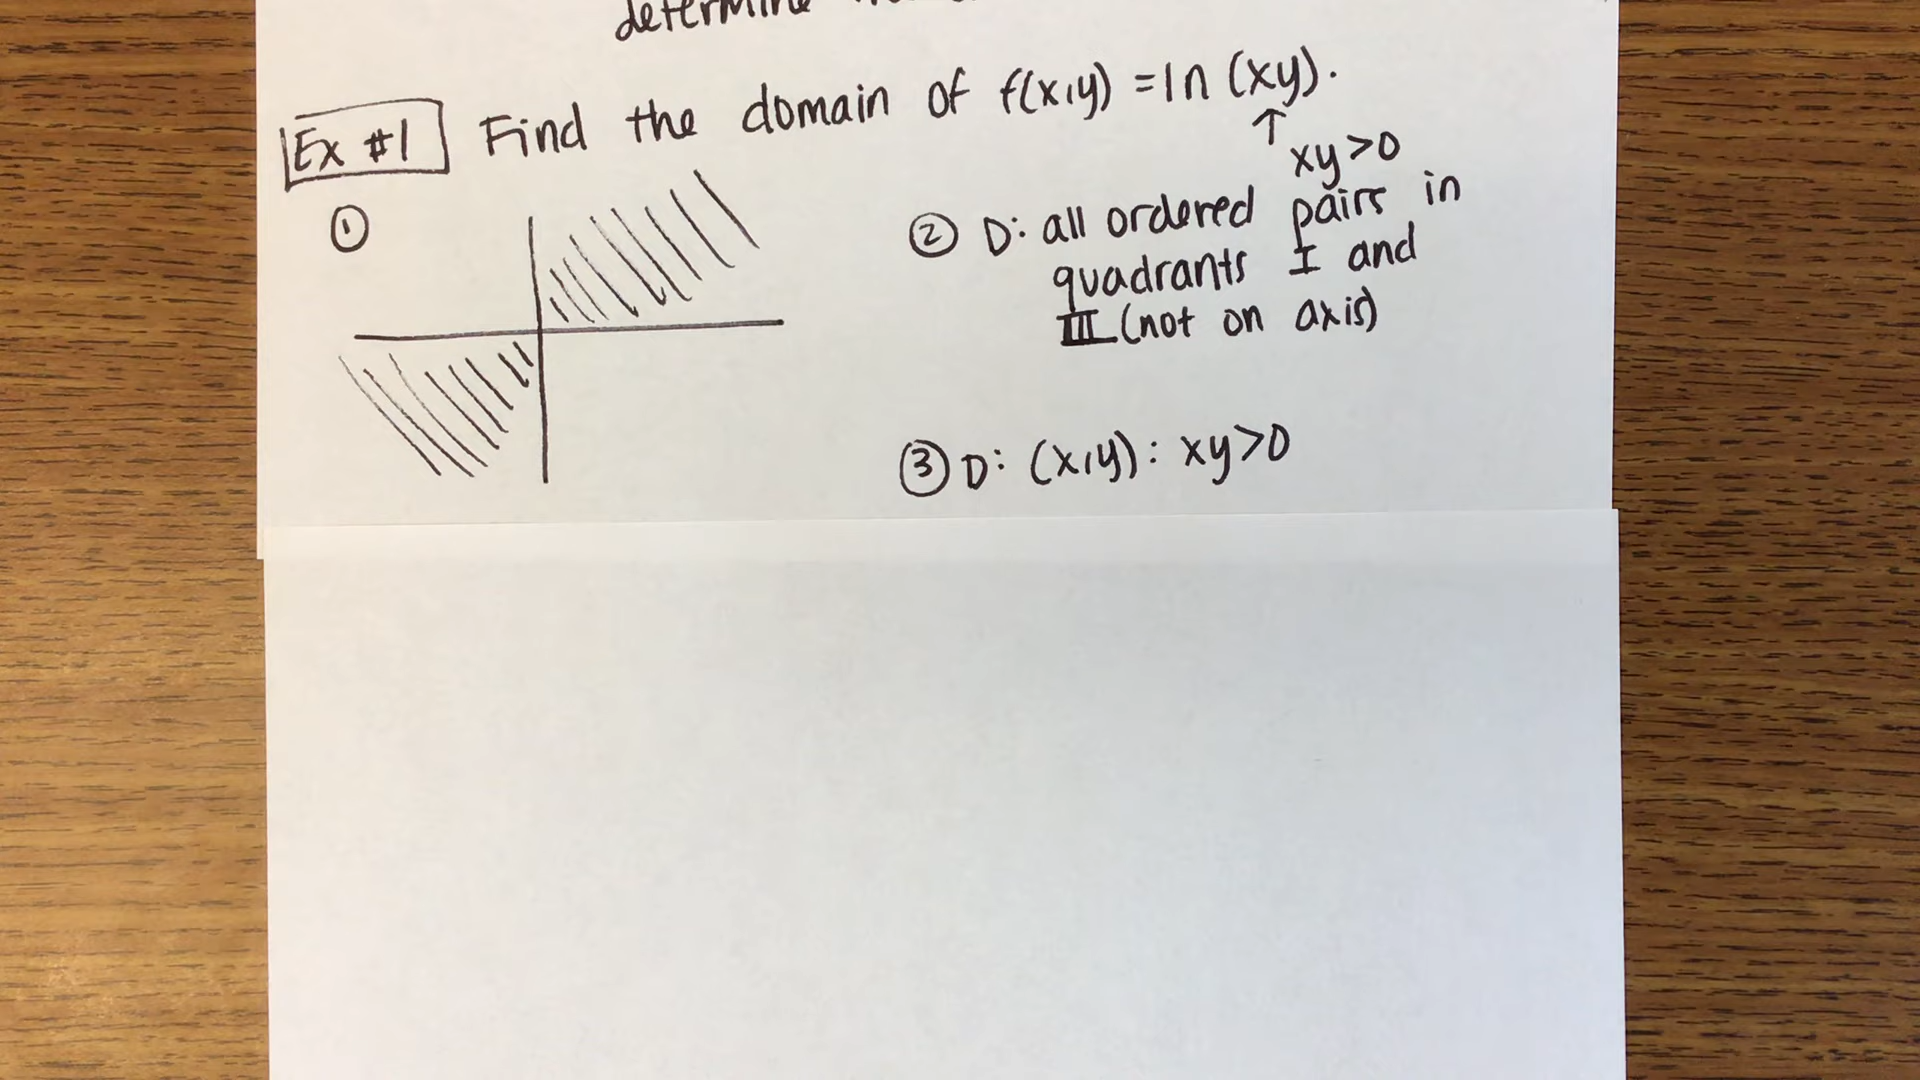 determine
Ex #1 Find the domain of f(x,y) = ln (xy).
↑
xy>0
①
② D: all ordered pairs in
quadrants I and
III (not on axis)
③ D: (x,y): xy>0